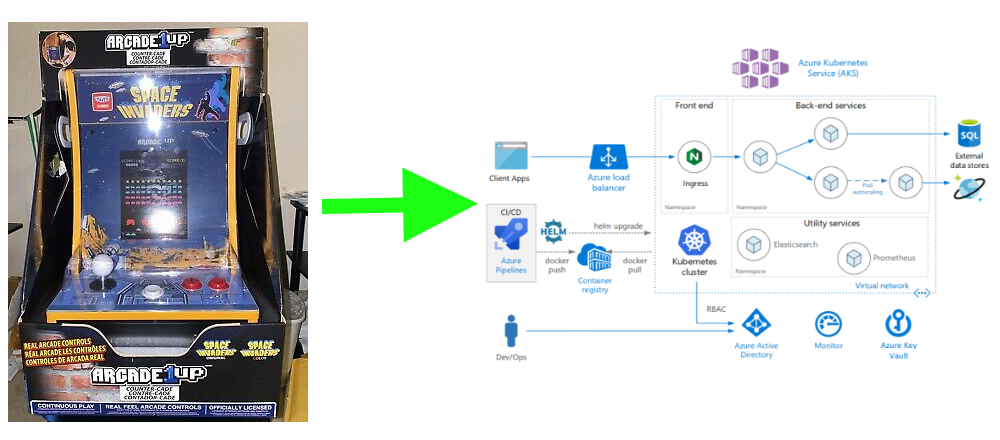 ARCADE1UP
COUNTER-CADE
CONTRE-CADE
CONTADOR-CADE
SPACE
INVADERS
ARCADE1UP
REAL ARCADE CONTROLS
RÉAL ARCADE LES CONTRÔLES
CONTROLES DE ARCADA REAL
SPACE
INVADERS
ORIGINAL
SPACE
INVADERS
COLOR
ARCADE1UP
COUNTER-CADE
CONTRE-CADE
CONTADOR-CADE
CONTINUOUS PLAY
REAL FEEL ARCADE CONTROLS
OFFICIALLY LICENSED
Azure Kubernetes
Service (AKS)
Front end
Back-end services
Client Apps
Azure load
balancer
N
Ingress
Pod
autoscaling
Namespace
Namespace
SQL
External
data stores
CI/CD
Azure
Pipelines
HELM
helm upgrade
docker
push
docker
pull
Container
registry
Kubernetes
cluster
Utility services
Elasticsearch
Prometheus
Namespace
Virtual network
RBAC
Dev/Ops
Azure Active
Directory
Monitor
Azure Key
Vault